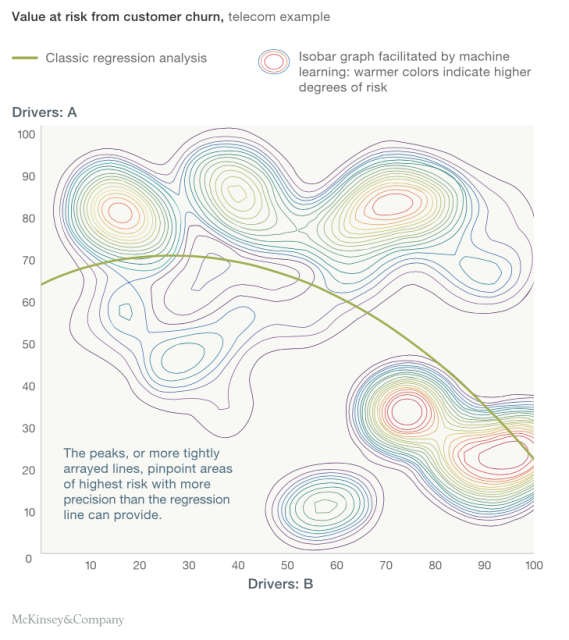 Value at risk from customer churn, telecom example
Classic regression analysis
Isobar graph facilitated by machine
learning: warmer colors indicate higher
degrees of risk
Drivers: A
100
90
80
70
60
50
40
30
20
10
0
The peaks, or more tightly
arrayed lines, pinpoint areas
of highest risk with more
precision than the regression
line can provide.
10 20 30 40 50 60 70 80 90 100
Drivers: B
McKinsey&Company